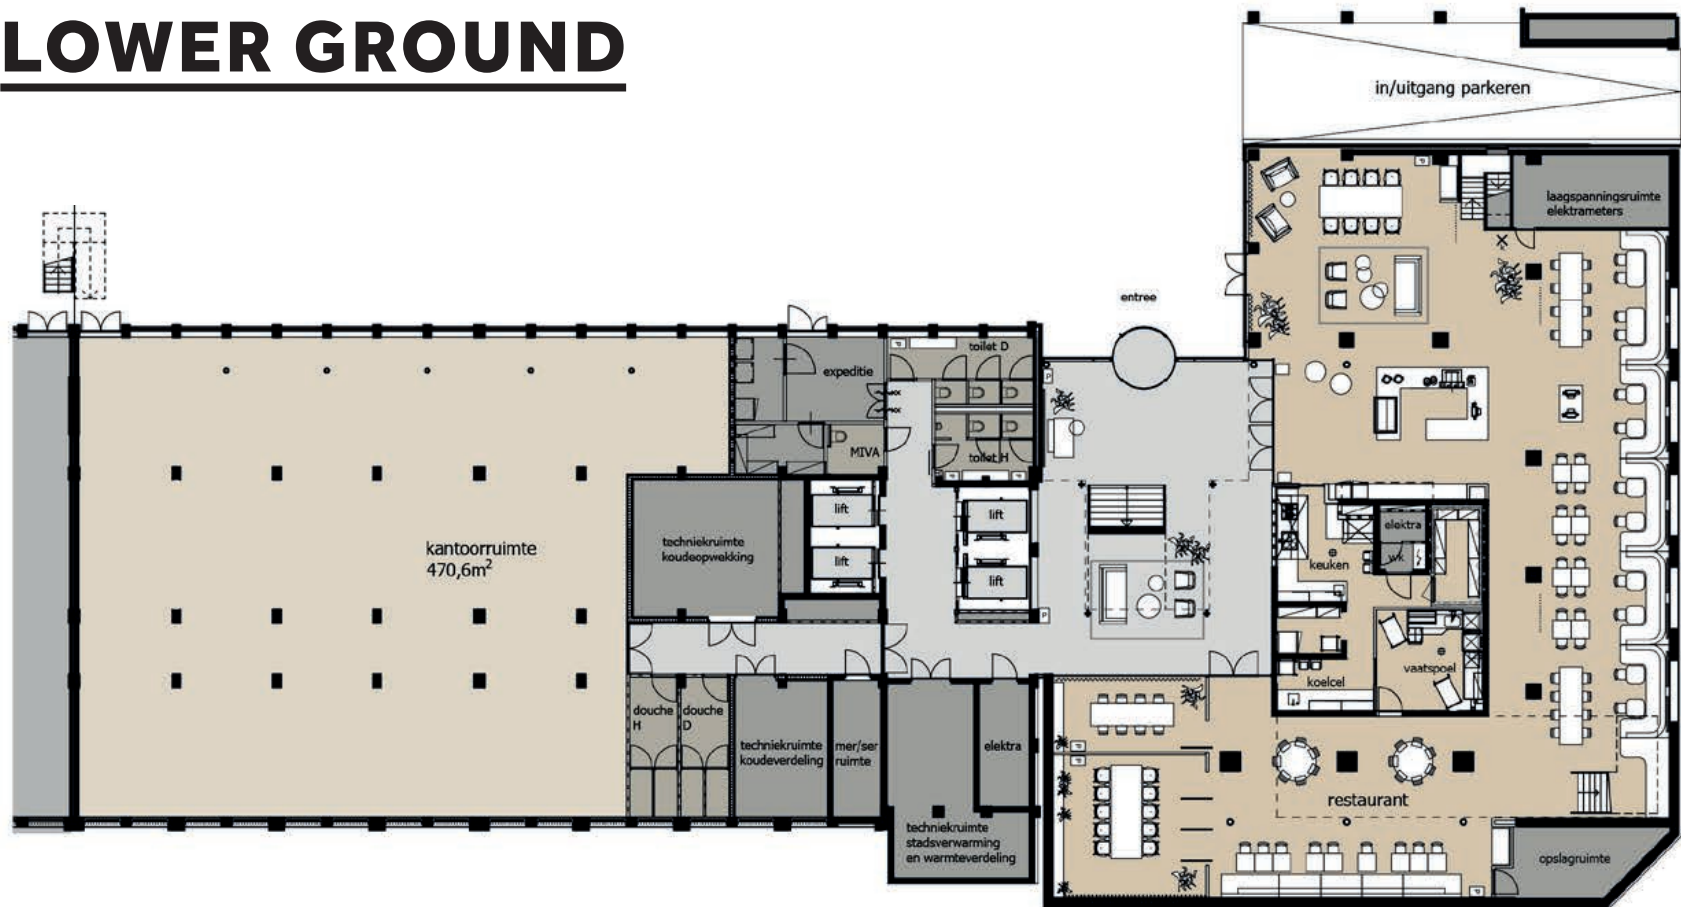 LOWER GROUND
in/uitgang parkeren
laagspanningsruimte
elektrameters
entree
toilet D
expeditie
MIVA
toilet H
lift
lift
lift
lift
techniekruimte
koudeopwekking
kantoorruimte
470,6m²
elektra
wk
keuken
vaatspoel
koelcel
douche
H
douche
D
techniekruimte
koudeverdeling
mer/ser
ruimte
elektra
techniekruimte
stadsverwarming
en warmteverdeling
restaurant
opslagruimte